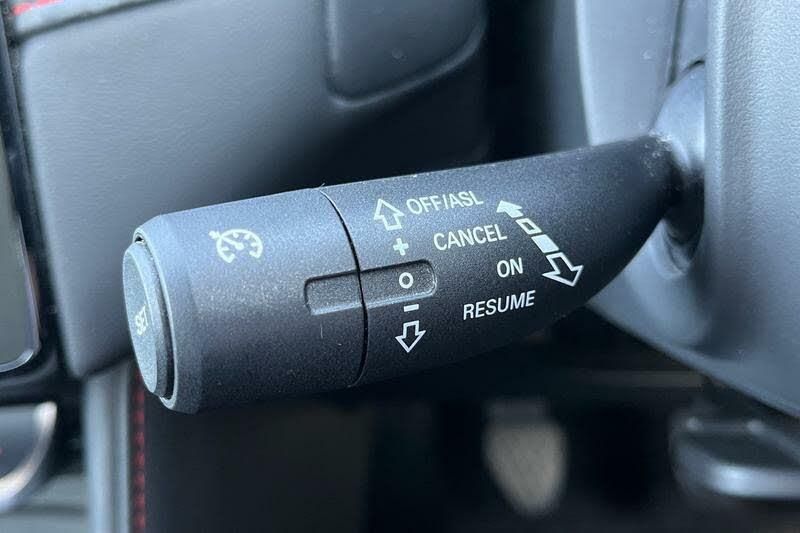 OFF/ASL
+
CANCEL
O
ON
-
RESUME
SET